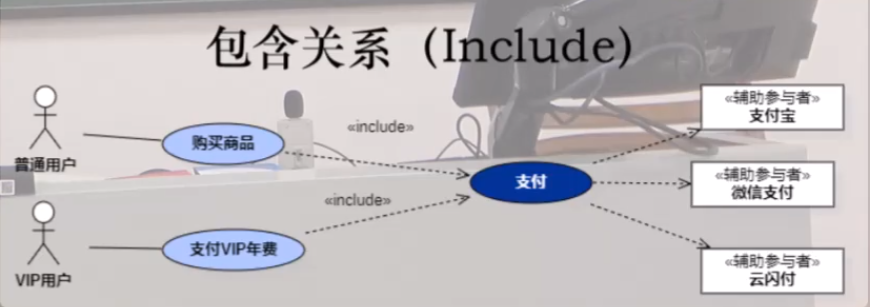 包含关系（Include）
普通用户
购买商品
«include»
支付
«辅助参与者»
支付宝
«辅助参与者»
微信支付
VIP用户
支付VIP年费
«include»
«辅助参与者»
云闪付